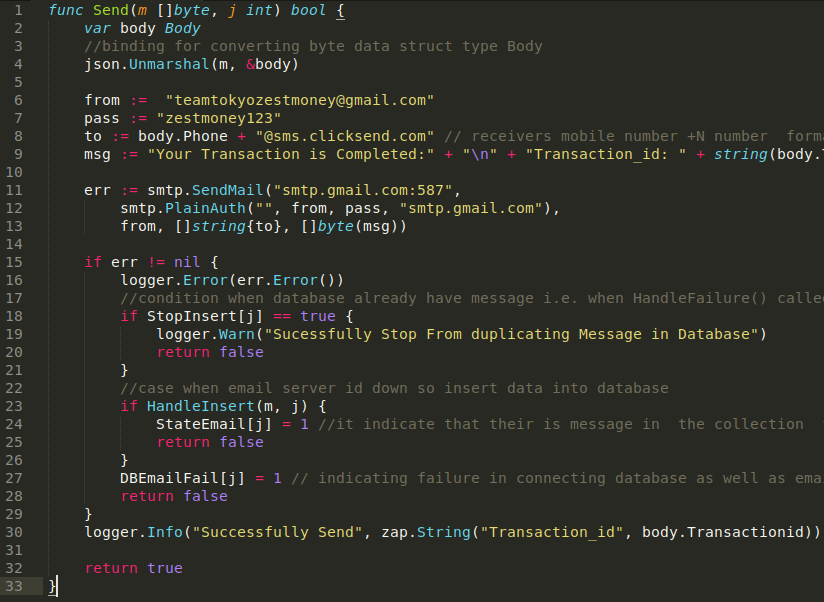 1 func Send(m []byte, j int) bool {
2 var body Body
3 //binding for converting byte data struct type Body
4 json.Unmarshal(m, &body)
5
6 from :=  "teamtokyozestmoney@gmail.com"
7 pass := "zestmoney123"
8 to := body.Phone + "@sms.clicksend.com" // receivers mobile number +N number  forma
9 msg := "Your Transaction is Completed:" + "\n" + "Transaction_id: " + string(body.T
10
11 err := smtp.SendMail("smtp.gmail.com:587",
12 smtp.PlainAuth("", from, pass, "smtp.gmail.com"),
13 from, []string{to}, []byte(msg))
14
15 if err != nil {
16 logger.Error(err.Error())
17 //condition when database already have message i.e. when HandleFailure() called
18 if StopInsert[j] == true {
19 logger.Warn("Sucessfully Stop From duplicating Message in Database")
20 return false
21 }
22 //case when email server id down so insert data into database
23 if HandleInsert(m, j) {
24 StateEmail[j] = 1 //it indicate that their is message in  the collection
25 return false
26 }
27 DBEmailFail[j] = 1 // indicating failure in connecting database as well as emai
28 return false
29 }
30 logger.Info("Successfully Send", zap.String("Transaction_id", body.Transactionid))
31
32 return true
33 }